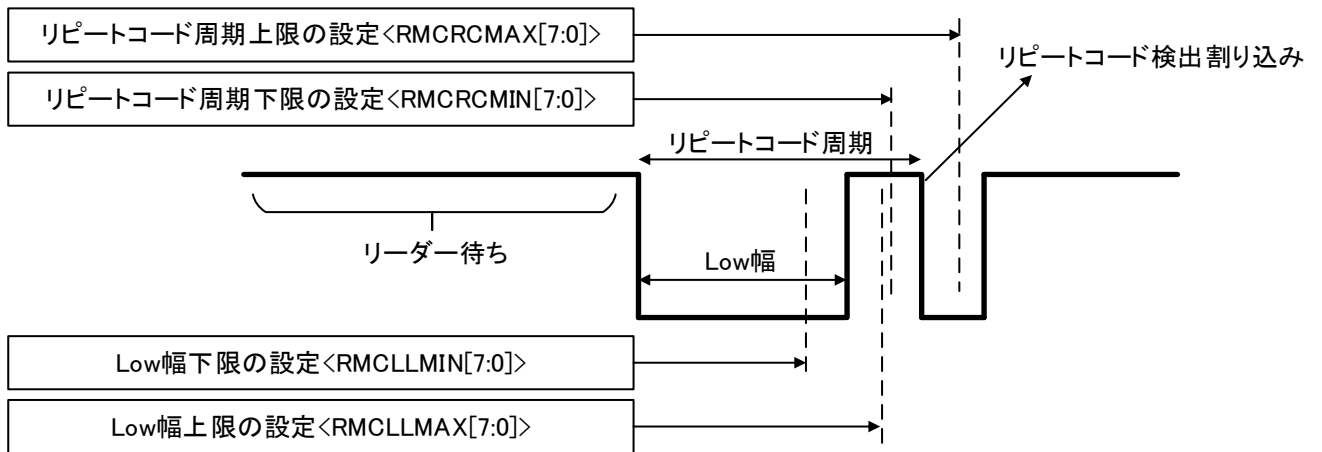 リピートコード周期上限の設定<RMCRCMAX[7:0]>
リピートコード検出割り込み
リピートコード周期下限の設定<RMCRCMIN[7:0]>
リピートコード周期
リーダー待ち
Low幅
Low幅下限の設定<RMCLLMIN[7:0]>
Low幅上限の設定<RMCLLMAX[7:0]>